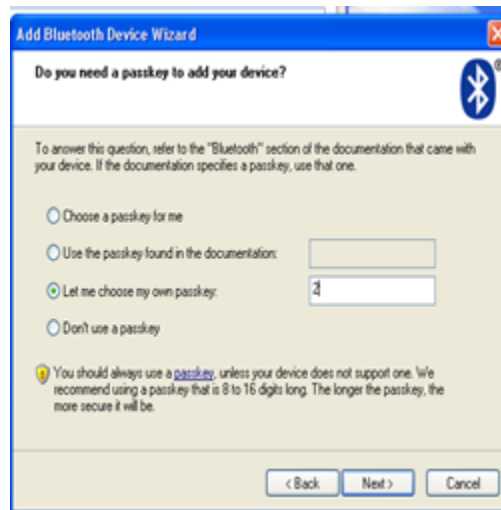 Add Bluetooth Device Wizard
Do you need a passkey to add your device?
To answer this question, refer to the "Bluetooth" section of the documentation that came with
your device. If the documentation specifies a passkey, use that one.
Choose a passkey for me
Use the passkey found in the documentation:
Let me choose my own passkey: 2
Don't use a passkey
You should always use a passkey, unless your device does not support one. We
recommend using a passkey that is 8 to 16 digits long. The longer the passkey, the
more secure it will be.
< Back Next > Cancel